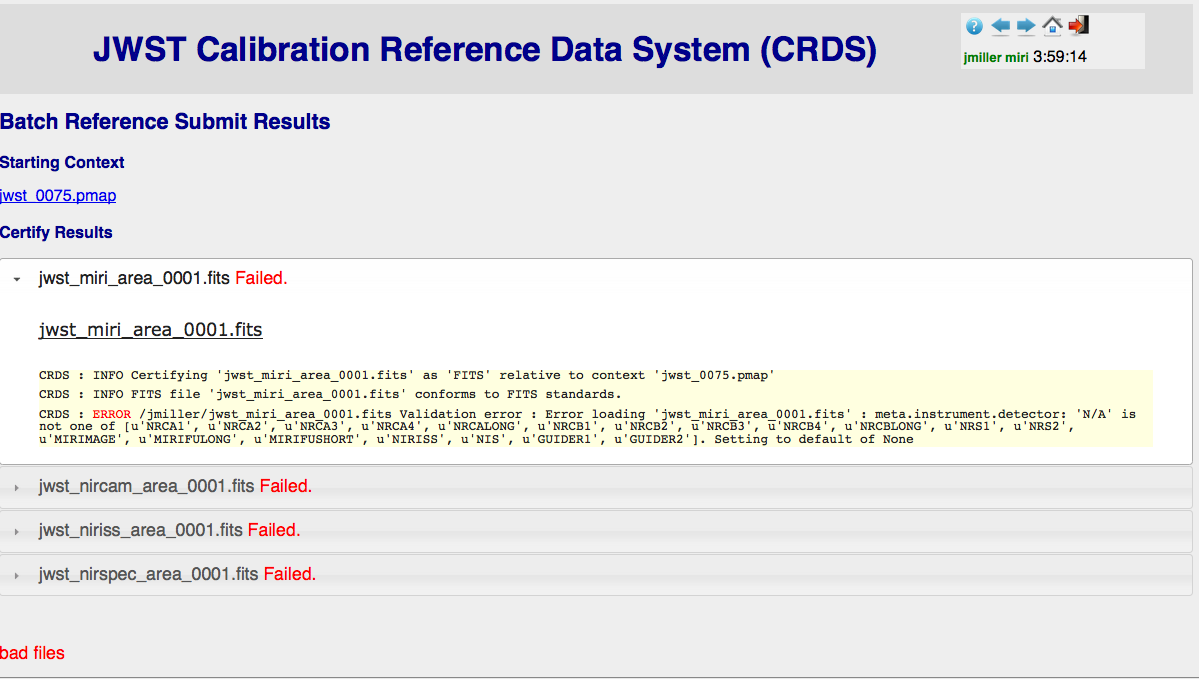 JWST Calibration Reference Data System (CRDS)
jmiller miri 3:59:14
Batch Reference Submit Results
Starting Context
jwst_0075.pmap
Certify Results
jwst_miri_area_0001.fits Failed.
jwst_miri_area_0001.fits
CRDS : INFO Certifying 'jwst_miri_area_0001.fits' as 'FITS' relative to context 'jwst_0075.pmap'
CRDS : INFO FITS file 'jwst_miri_area_0001.fits' conforms to FITS standards.
CRDS : ERROR /jmiller/jwst_miri_area_0001.fits Validation error : Error loading 'jwst_miri_area_0001.fits' : meta.instrument.detector: 'N/A' is
not one of [u'NRCA1', u'NRCA2', u'NRCA3', u'NRCA4', u'NRCALONG', u'NRCB1', u'NRCB2', u'NRCB3', u'NRCB4', u'NRCBLONG', u'NRS1', u'NRS2',
u'MIRIMAGE', u'MIRIFULONG', u'MIRIFUSHORT', u'NIRISS', u'NIS', u'GUIDER1', u'GUIDER2']. Setting to default of None
jwst_nircam_area_0001.fits Failed.
jwst_niriss_area_0001.fits Failed.
jwst_nirspec_area_0001.fits Failed.
bad files